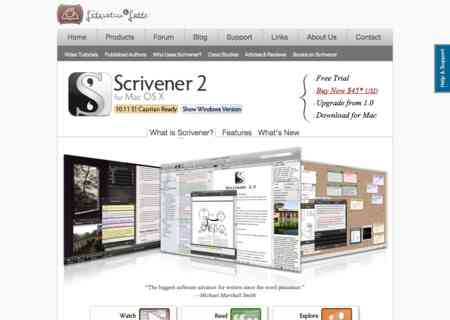 Literature & Latte
Home Products Forum Blog Support Links About Us Contact
Video Tutorials Published Authors Who Uses Scrivener? Case Studies Articles & Reviews Books on Scrivener
Help & Support
Scrivener 2
for Mac OS X
10.11 El Capitan Ready Show Windows Version
Free Trial
Buy Now $45* USD
Upgrade from 1.0
Download for Mac
What is Scrivener? Features What's New
Scrivener 2.0
"The biggest software advance for writers since the word processor."
—Michael Marshall Smith
Watch Read Explore